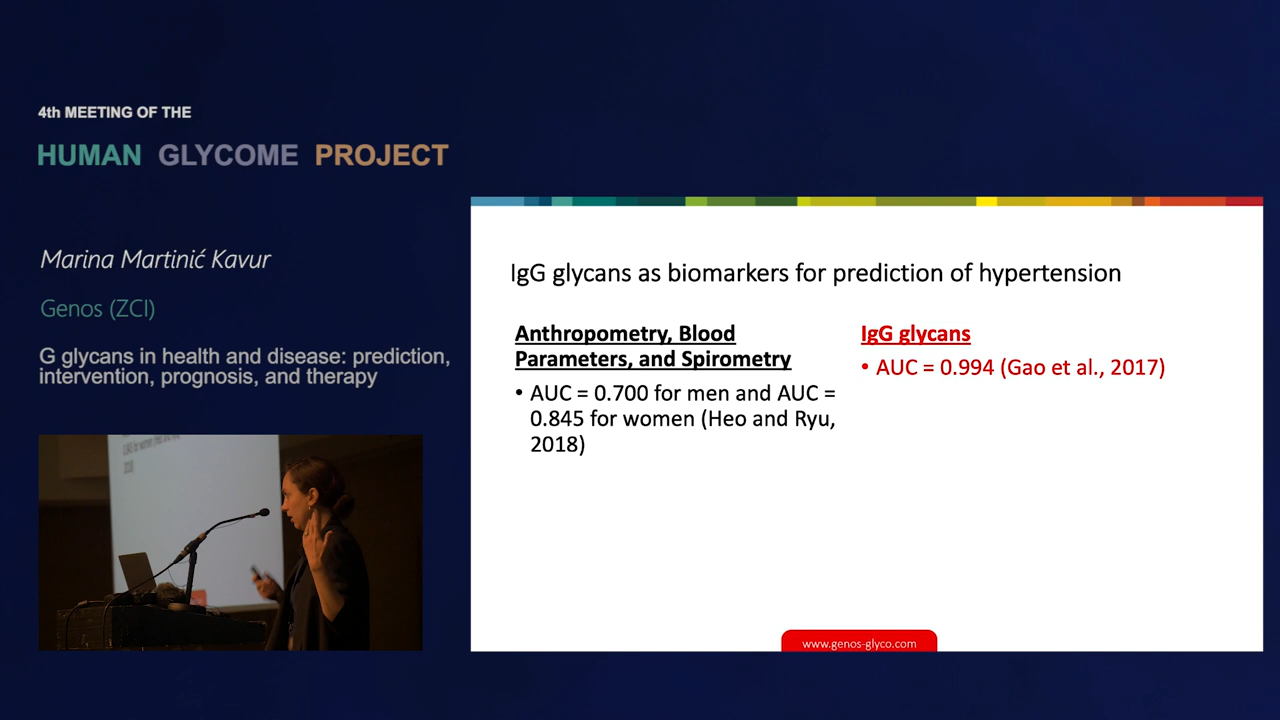 4th MEETING OF THE
HUMAN GLYCOME PROJECT
Marina Martinić Kavur
Genos (ZCI)
G glycans in health and disease: prediction,
intervention, prognosis, and therapy
IgG glycans as biomarkers for prediction of hypertension
Anthropometry, Blood
Parameters, and Spirometry
• AUC = 0.700 for men and AUC =
0.845 for women (Heo and Ryu,
2018)
IgG glycans
• AUC = 0.994 (Gao et al., 2017)
www.genos-glyco.com